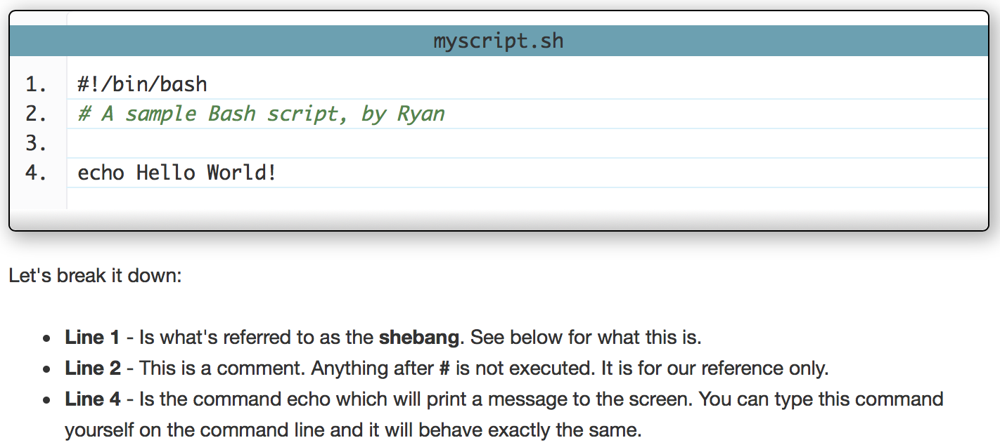 myscript.sh
1. #!/bin/bash
2. # A sample Bash script, by Ryan
3.
4. echo Hello World!
Let's break it down:
• Line 1 - Is what's referred to as the shebang. See below for what this is.
• Line 2 - This is a comment. Anything after # is not executed. It is for our reference only.
• Line 4 - Is the command echo which will print a message to the screen. You can type this command
yourself on the command line and it will behave exactly the same.